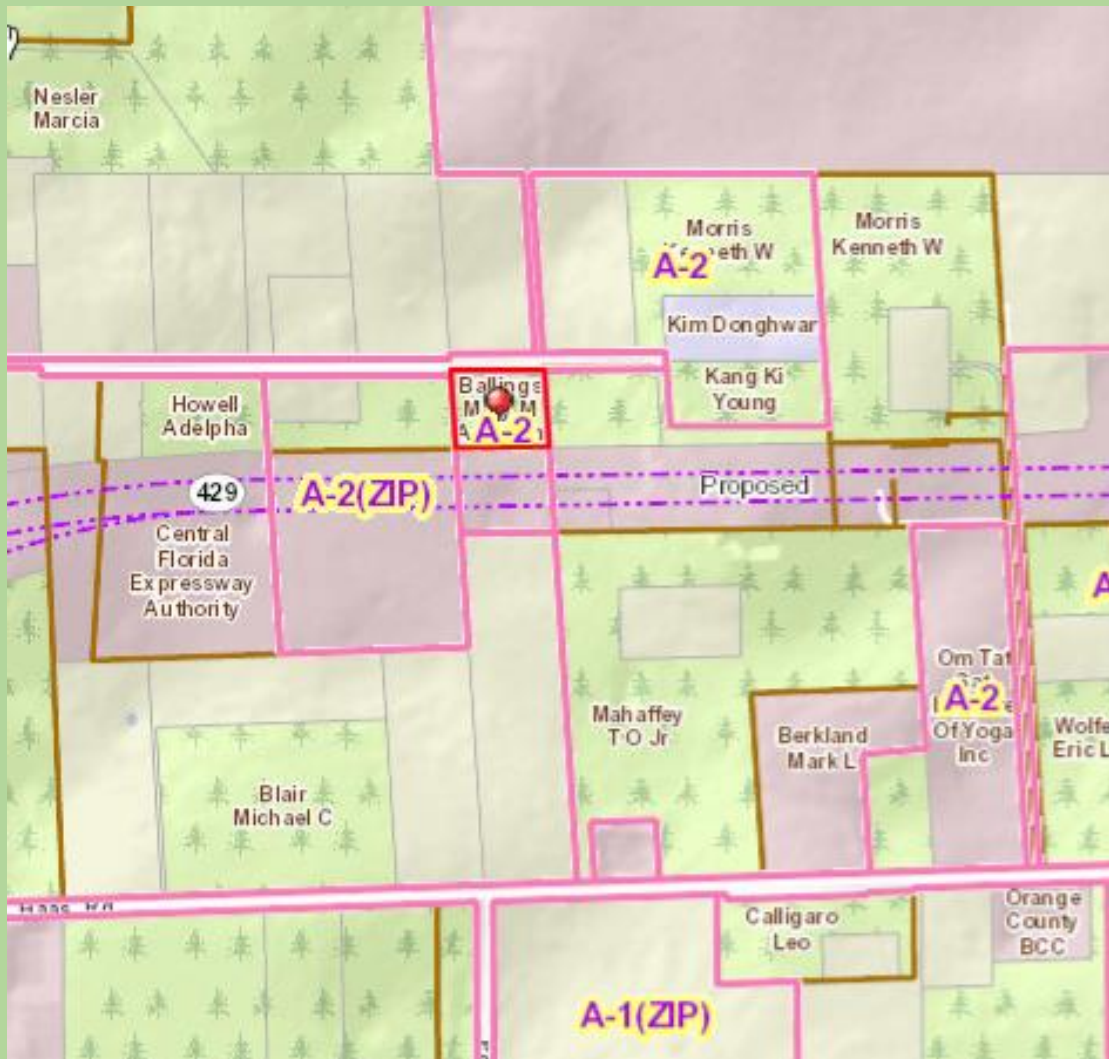 Nesler
Marcia
Morris
Kenneth W
A-2
Morris
Kenneth W
Kim Donghwan
Kang Ki
Young
Howell
Adelpha
Ballings
A-2
429
A-2(ZIP)
Proposed
Central
Florida
Expressway
Authority
Mahaffey
T O Jr
Om Tat
A-2
Of Yoga
Inc
Berkland
Mark L
Wolfe
Eric L
Blair
Michael C
Haas Rd
Calligaro
Leo
Orange
County
BCC
A-1(ZIP)